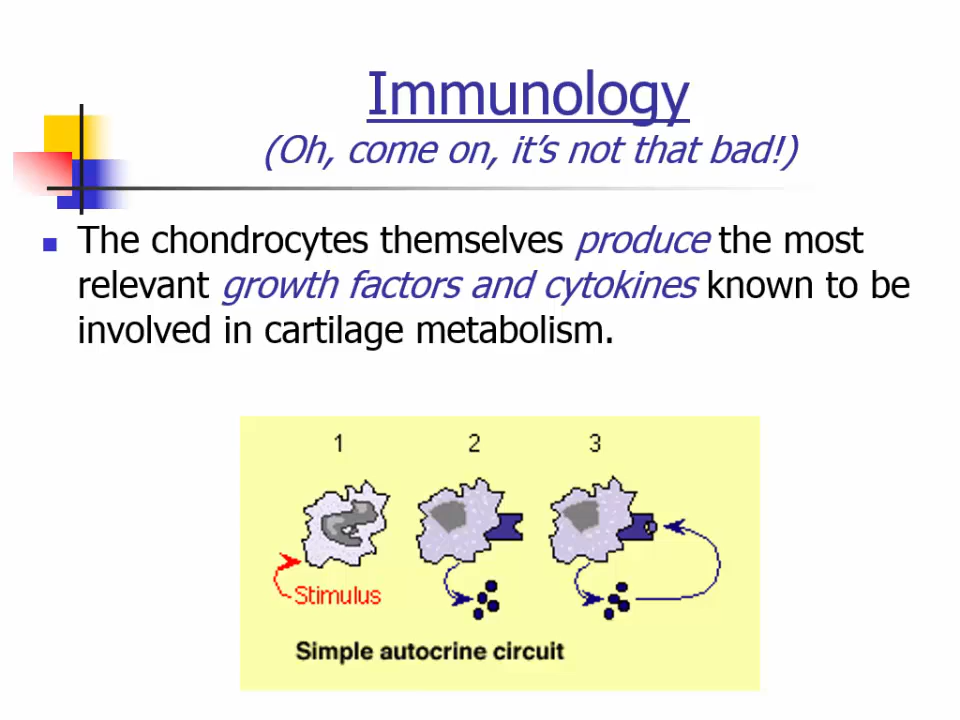 Immunology
(Oh, come on, it's not that bad!)
The chondrocytes themselves produce the most
relevant growth factors and cytokines known to be
involved in cartilage metabolism.
1 2 3
Stimulus
Simple autocrine circuit